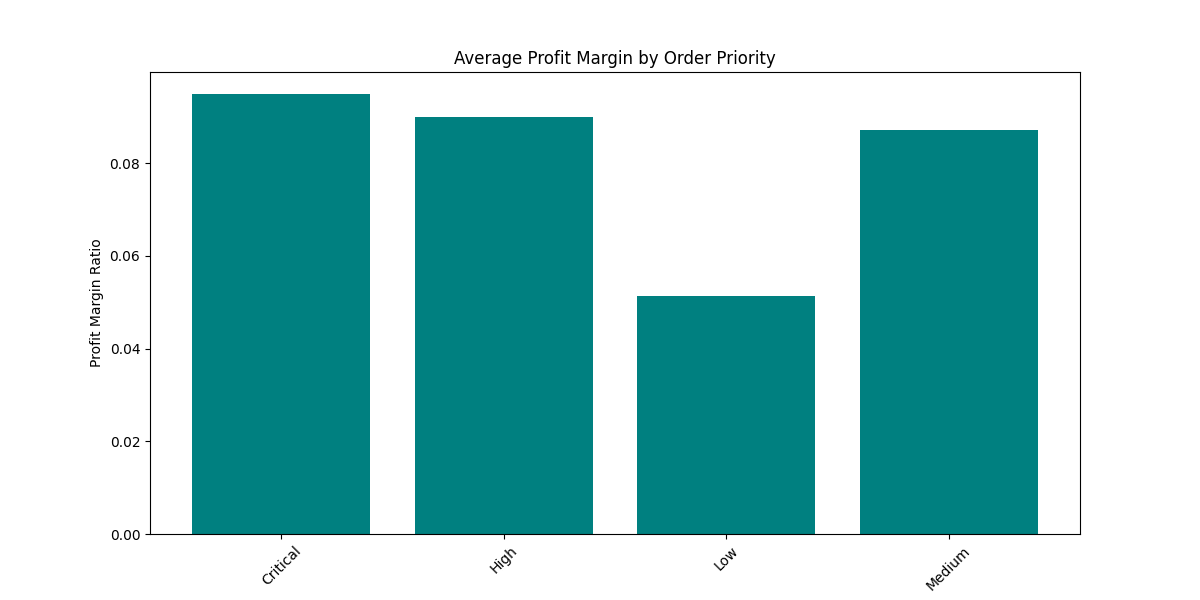 Average Profit Margin by Order Priority
Profit Margin Ratio
0.08
0.06
0.04
0.02
0.00
Critical
High
Low
Medium